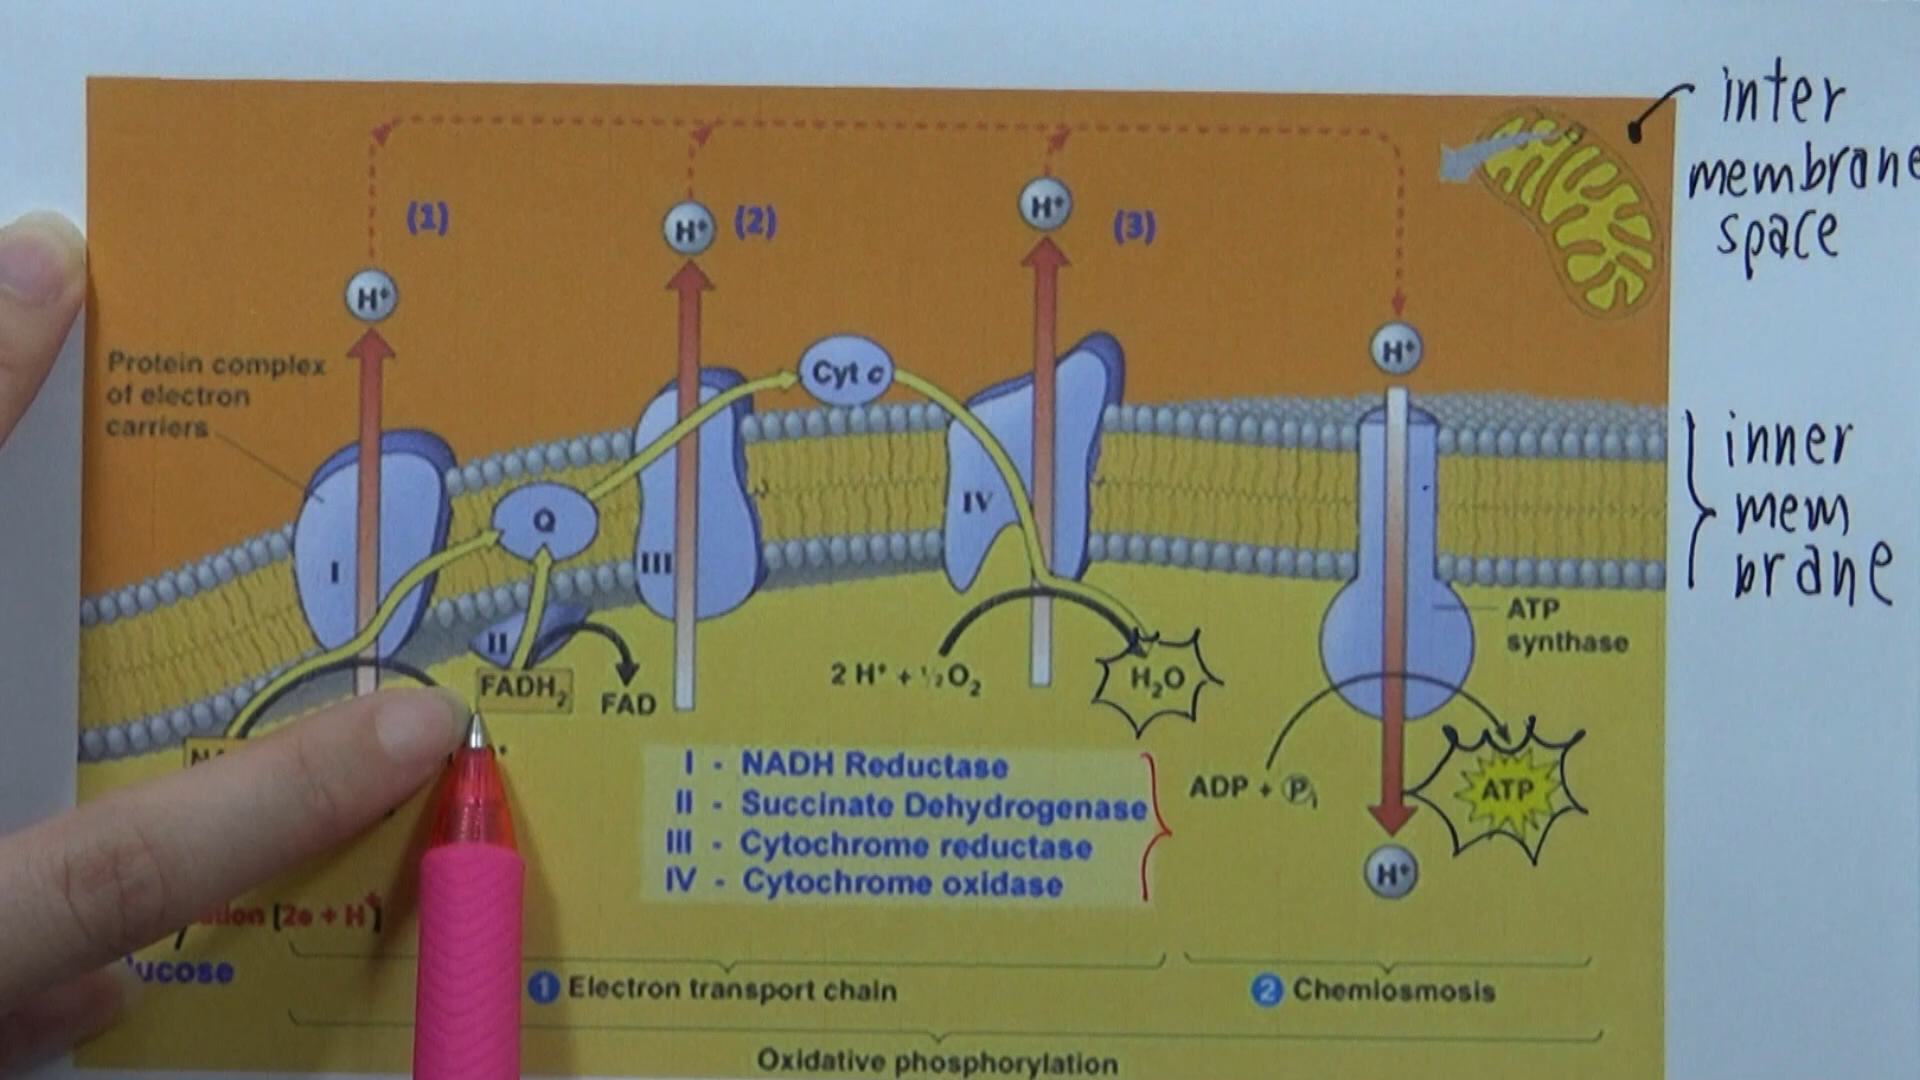 inter
membrane
space
(1)
(2)
(3)
H⁺
H⁺
H⁺
H⁺
Protein complex
of electron
carriers
Cyt c
Q
I
II
III
IV
inner
mem
brane
ATP
synthase
FADH₂
FAD
2 H⁺ + ½O₂
H₂O
I - NADH Reductase
II - Succinate Dehydrogenase
III - Cytochrome reductase
IV - Cytochrome oxidase
ADP + Pi
ATP
H⁺
[2e + H⁺]
1 Electron transport chain
2 Chemiosmosis
Oxidative phosphorylation